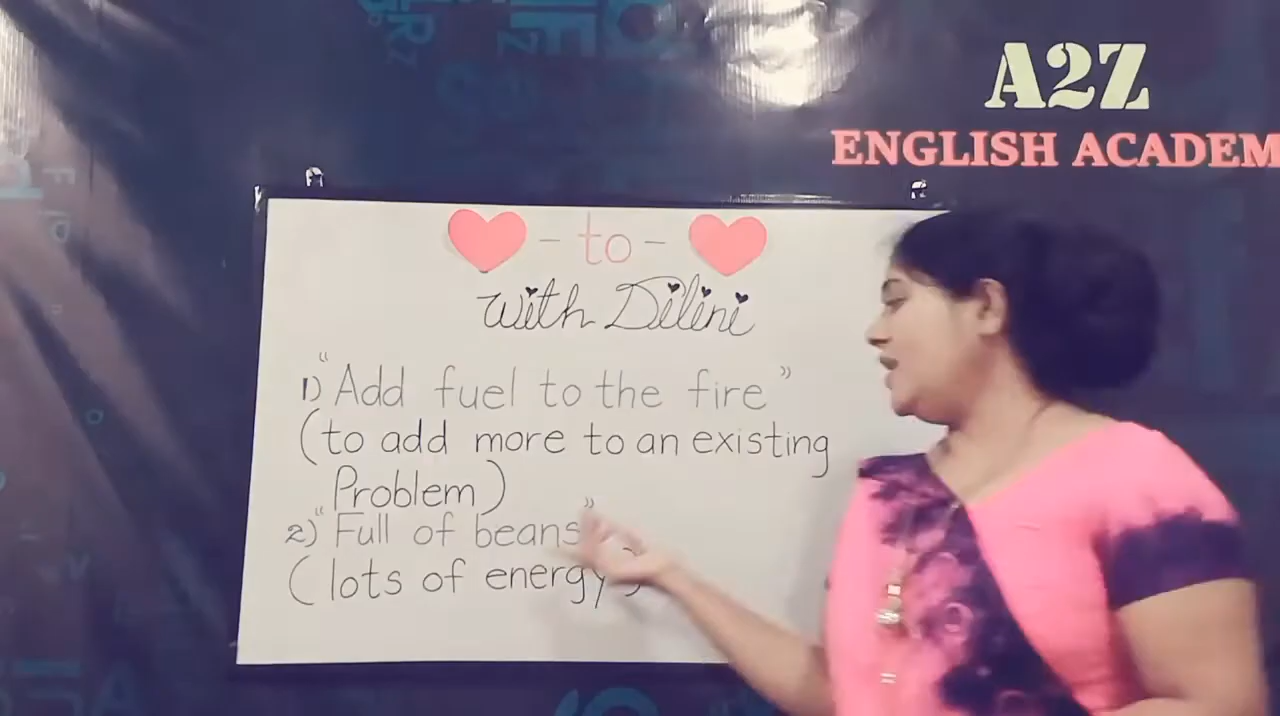 A2Z
ENGLISH ACADEM
- to -
with Dilini
1) "Add fuel to the fire"
(to add more to an existing
Problem)
2) "Full of beans"
(lots of energy)